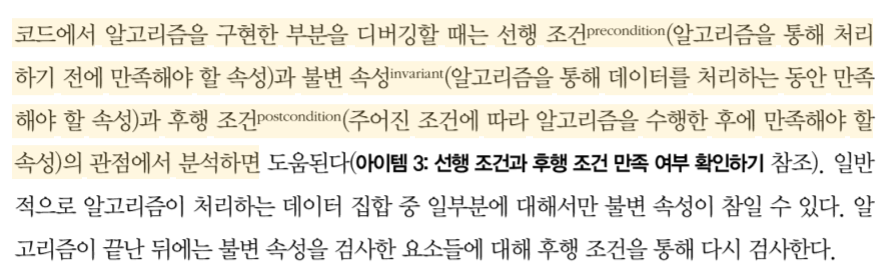 코드에서 알고리즘을 구현한 부분을 디버깅할 때는 선행 조건precondition(알고리즘을 통해 처리
하기 전에 만족해야 할 속성)과 불변 속성invariant(알고리즘을 통해 데이터를 처리하는 동안 만족
해야 할 속성)과 후행 조건postcondition(주어진 조건에 따라 알고리즘을 수행한 후에 만족해야 할
속성)의 관점에서 분석하면 도움된다(아이템 3: 선행 조건과 후행 조건 만족 여부 확인하기 참조). 일반
적으로 알고리즘이 처리하는 데이터 집합 중 일부분에 대해서만 불변 속성이 참일 수 있다. 알
고리즘이 끝난 뒤에는 불변 속성을 검사한 요소들에 대해 후행 조건을 통해 다시 검사한다.